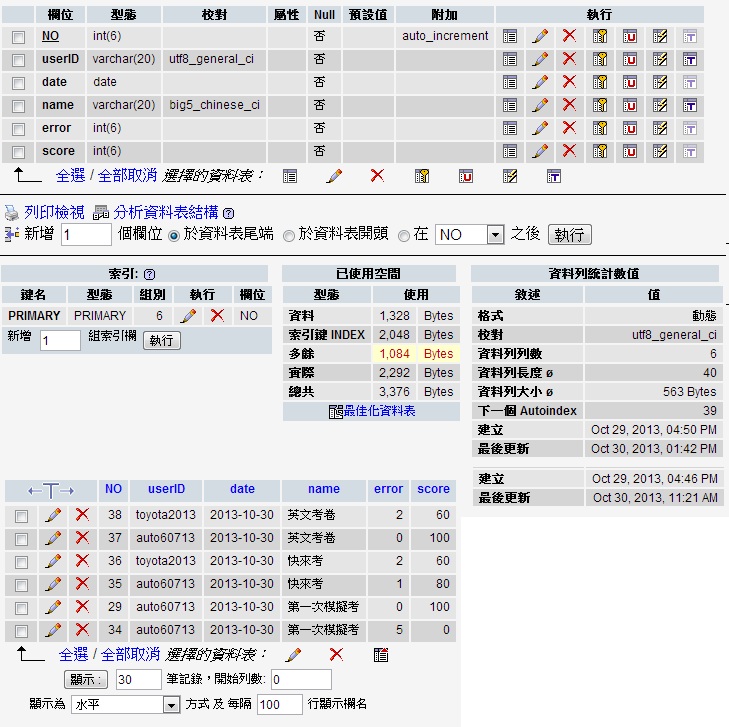 欄位 型態 校對 屬性 Null 預設值 附加 執行
NO int(6) 否 auto_increment
userID varchar(20) utf8_general_ci 否
date date 否
name varchar(20) big5_chinese_ci 否
error int(6) 否
score int(6) 否
全選 / 全部取消 選擇的資料表：
列印檢視 分析資料表結構
新增 1 個欄位 於資料表尾端 於資料表開頭 在 NO 之後 執行
索引:
鍵名 型態 組別 執行 欄位
PRIMARY PRIMARY 6 NO
新增 1 組索引欄 執行
已使用空間
型態 使用
資料 1,328 Bytes
索引鍵 INDEX 2,048 Bytes
多餘 1,084 Bytes
實際 2,292 Bytes
總共 3,376 Bytes
最佳化資料表
資料列統計數值
敘述 值
格式 動態
校對 utf8_general_ci
資料列列數 6
資料列長度 ø 40
資料列大小 ø 563 Bytes
下一個 Autoindex 39
建立 Oct 29, 2013, 04:50 PM
最後更新 Oct 30, 2013, 01:42 PM
建立 Oct 29, 2013, 04:46 PM
最後更新 Oct 30, 2013, 11:21 AM
←T→ NO userID date name error score
38 toyota2013 2013-10-30 英文考卷 2 60
37 auto60713 2013-10-30 英文考卷 0 100
36 toyota2013 2013-10-30 快來考 2 60
35 auto60713 2013-10-30 快來考 1 80
29 auto60713 2013-10-30 第一次模擬考 0 100
34 auto60713 2013-10-30 第一次模擬考 5 0
全選 / 全部取消 選擇的資料表：
顯示 : 30 筆記錄，開始列數: 0
顯示為 水平 方式 及 每隔 100 行顯示欄名